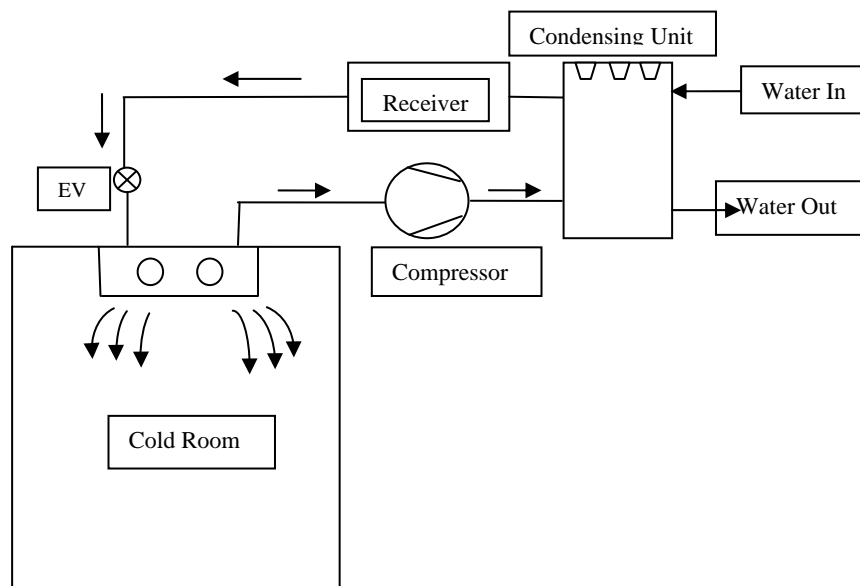 Condensing Unit
Receiver
Water In
EV
Water Out
Compressor
Cold Room